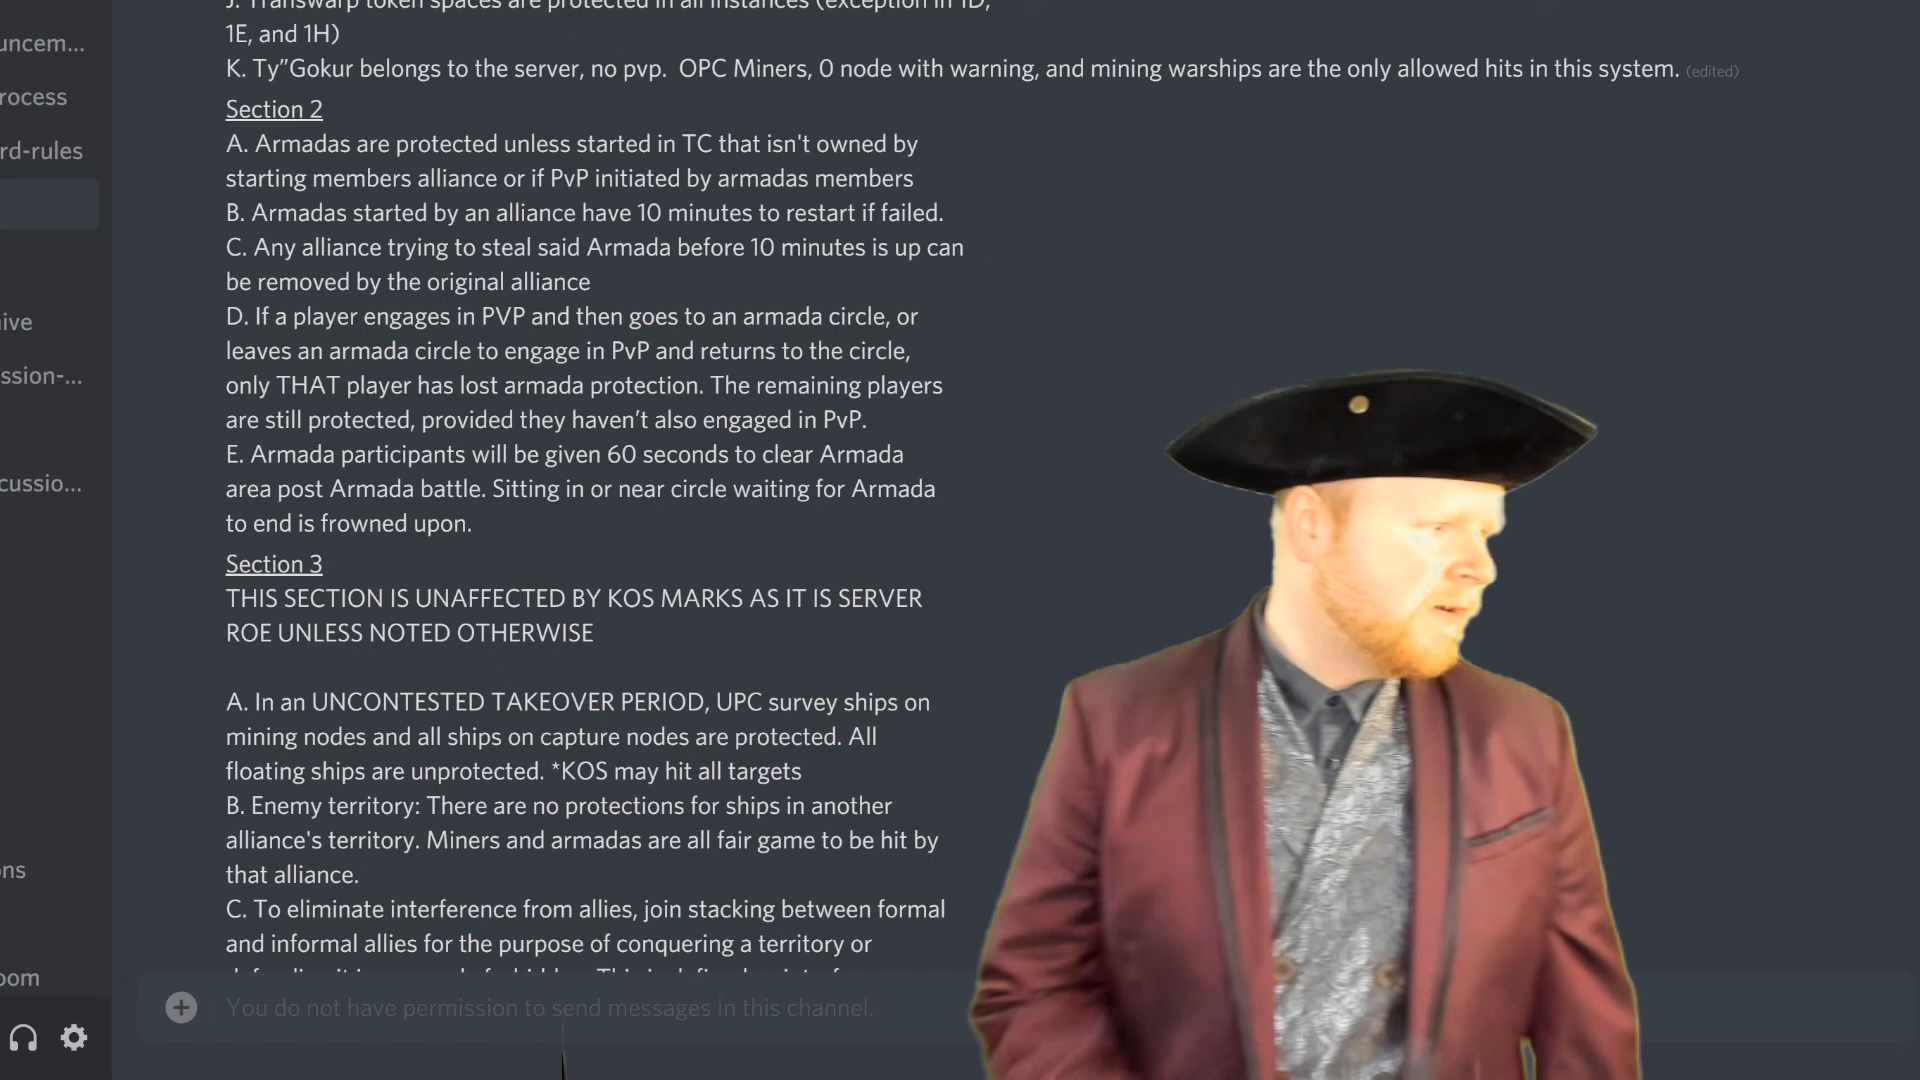 J. Transwarp token spaces are protected in all instances (exception in 1D,
1E, and 1H)
uncem...
K. Ty"Gokur belongs to the server, no pvp.  OPC Miners, 0 node with warning, and mining warships are the only allowed hits in this system. (edited)
rocess
Section 2
A. Armadas are protected unless started in TC that isn't owned by
rd-rules
starting members alliance or if PvP initiated by armadas members
B. Armadas started by an alliance have 10 minutes to restart if failed.
C. Any alliance trying to steal said Armada before 10 minutes is up can
be removed by the original alliance
D. If a player engages in PVP and then goes to an armada circle, or
ive
leaves an armada circle to engage in PvP and returns to the circle,
ssion-...
only THAT player has lost armada protection. The remaining players
are still protected, provided they haven't also engaged in PvP.
E. Armada participants will be given 60 seconds to clear Armada
cussio...
area post Armada battle. Sitting in or near circle waiting for Armada
to end is frowned upon.
Section 3
THIS SECTION IS UNAFFECTED BY KOS MARKS AS IT IS SERVER
ROE UNLESS NOTED OTHERWISE
A. In an UNCONTESTED TAKEOVER PERIOD, UPC survey ships on
mining nodes and all ships on capture nodes are protected. All
floating ships are unprotected. *KOS may hit all targets
B. Enemy territory: There are no protections for ships in another
alliance's territory. Miners and armadas are all fair game to be hit by
ons
that alliance.
C. To eliminate interference from allies, join stacking between formal
and informal allies for the purpose of conquering a territory or
oom
You do not have permission to send messages in this channel.